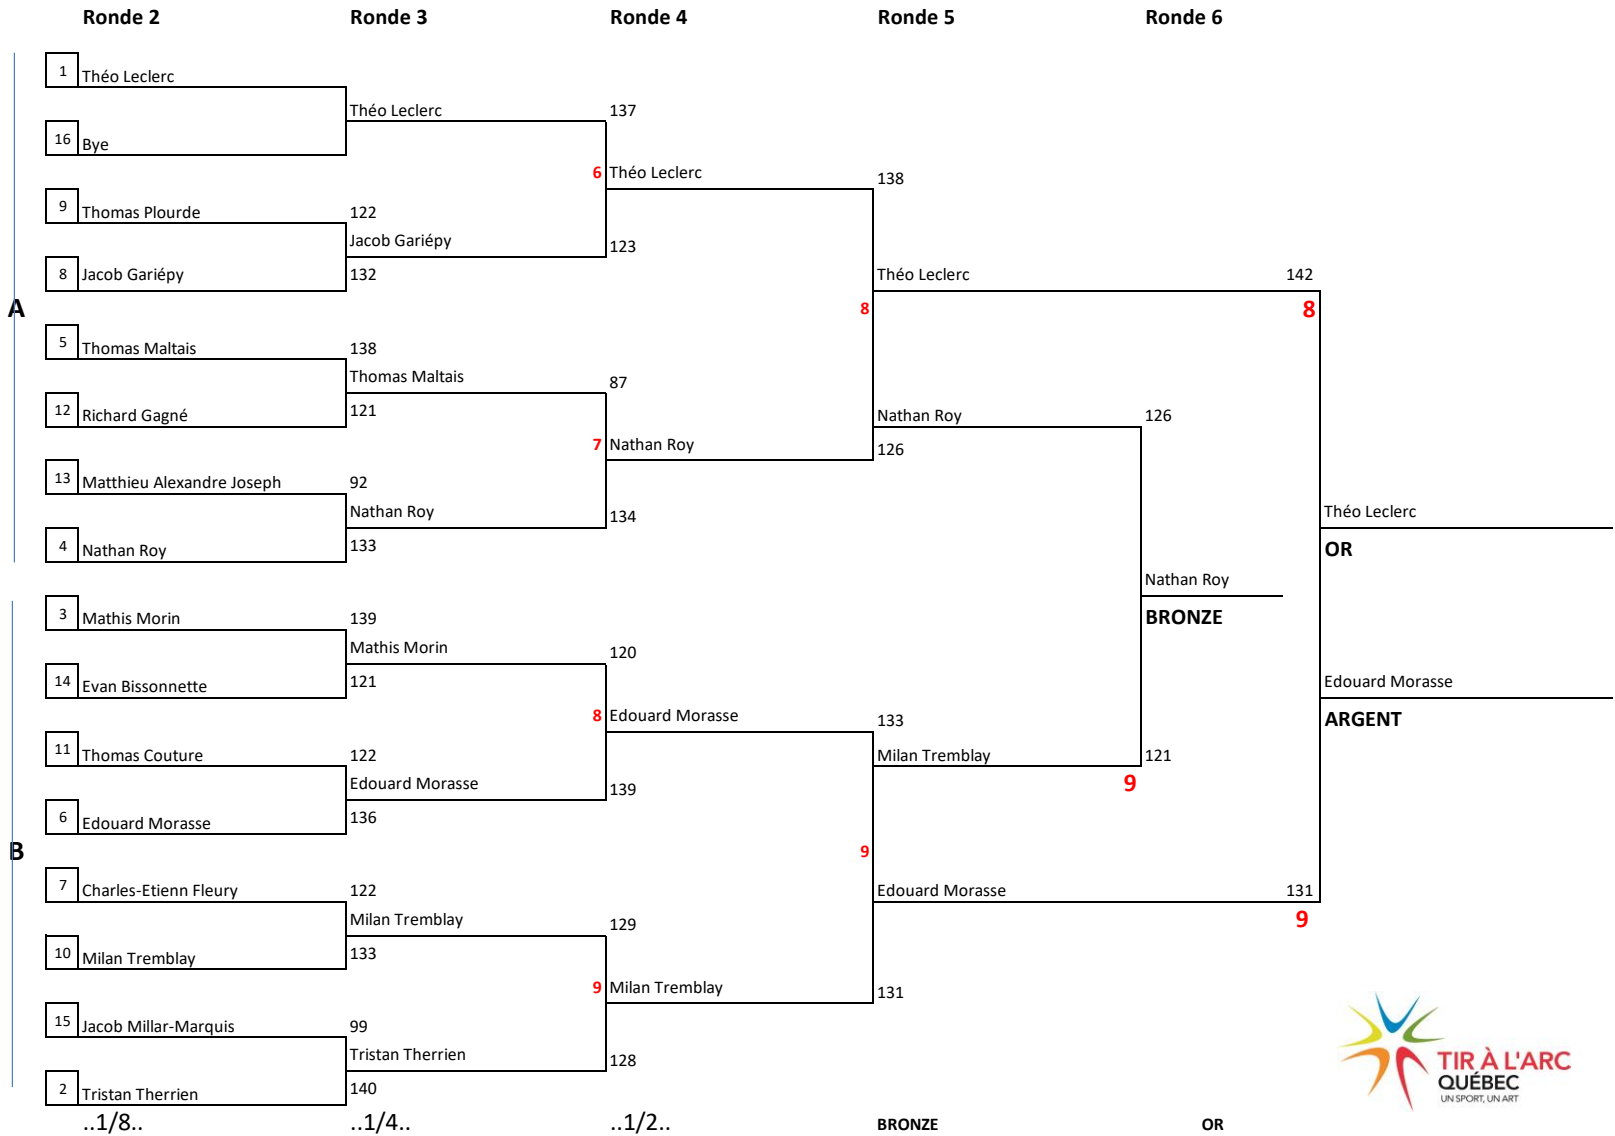 Ronde 2 Ronde 3 Ronde 4 Ronde 5 Ronde 6
1 Théo Leclerc
Théo Leclerc 137
16 Bye
6 Théo Leclerc 138
9 Thomas Plourde 122
Jacob Gariépy 123
8 Jacob Gariépy 132
Théo Leclerc 142
A
8 8
5 Thomas Maltais 138
Thomas Maltais 87
12 Richard Gagné 121
Nathan Roy 126
7 Nathan Roy 126
13 Matthieu Alexandre Joseph 92
Nathan Roy 134
4 Nathan Roy 133
Théo Leclerc
OR
Nathan Roy
BRONZE
3 Mathis Morin 139
Mathis Morin 120
14 Evan Bissonnette 121
Edouard Morasse
ARGENT
8 Edouard Morasse 133
11 Thomas Couture 122
Milan Tremblay 121
9
Edouard Morasse 139
6 Edouard Morasse 136
B
9
7 Charles-Etienn Fleury 122
Edouard Morasse 131
9
Milan Tremblay 129
10 Milan Tremblay 133
9 Milan Tremblay 131
15 Jacob Millar-Marquis 99
Tristan Therrien 128
2 Tristan Therrien 140
TIR À L'ARC
QUÉBEC
UN SPORT, UN ART
..1/8.. ..1/4.. ..1/2.. BRONZE OR